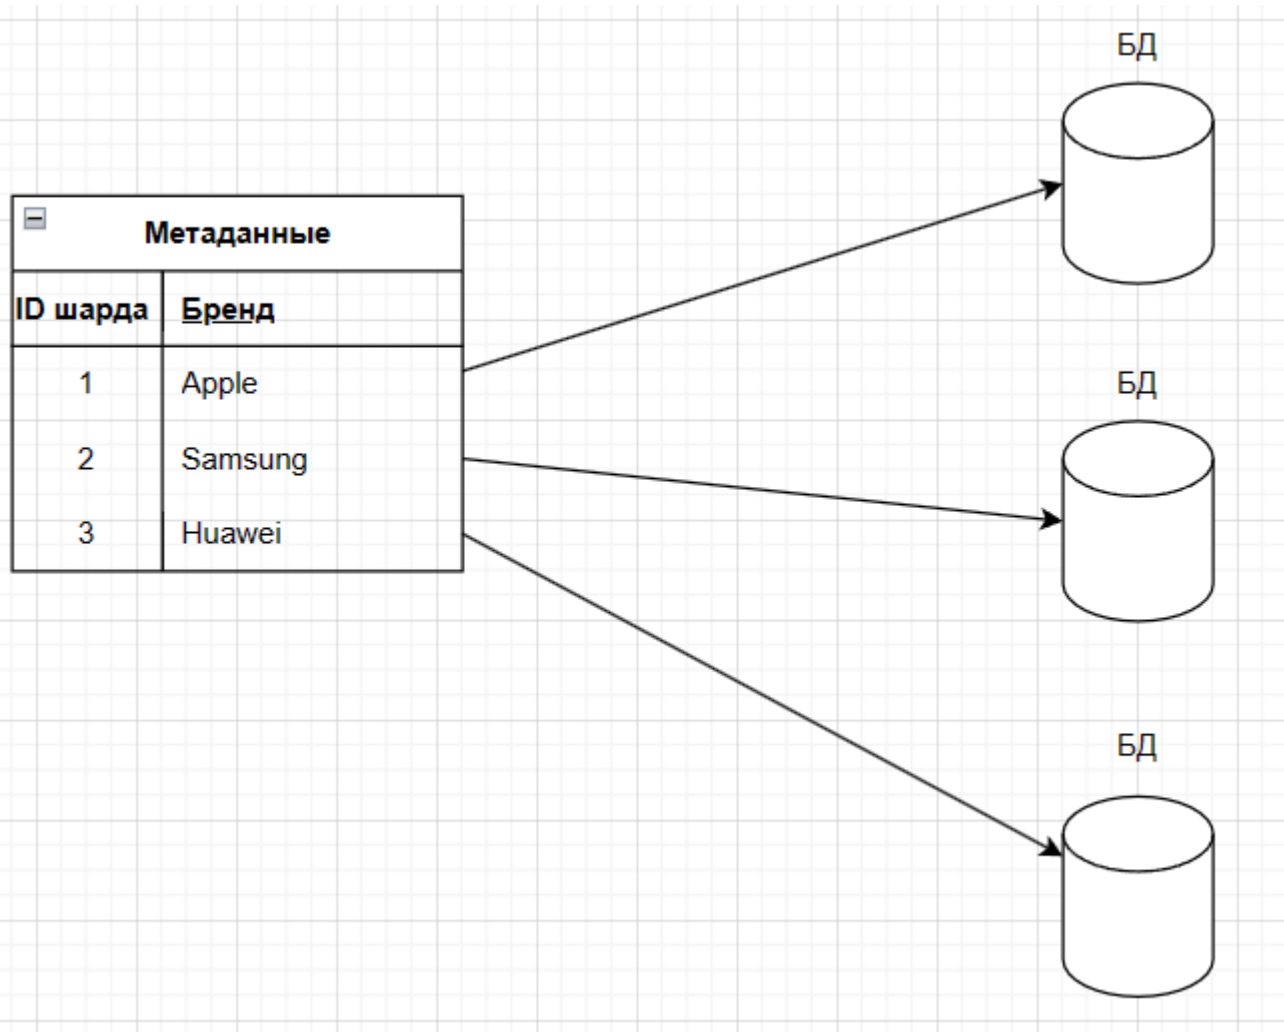 БД
Метаданные
ID шарда Бренд
1 Apple
БД
2 Samsung
3 Huawei
БД